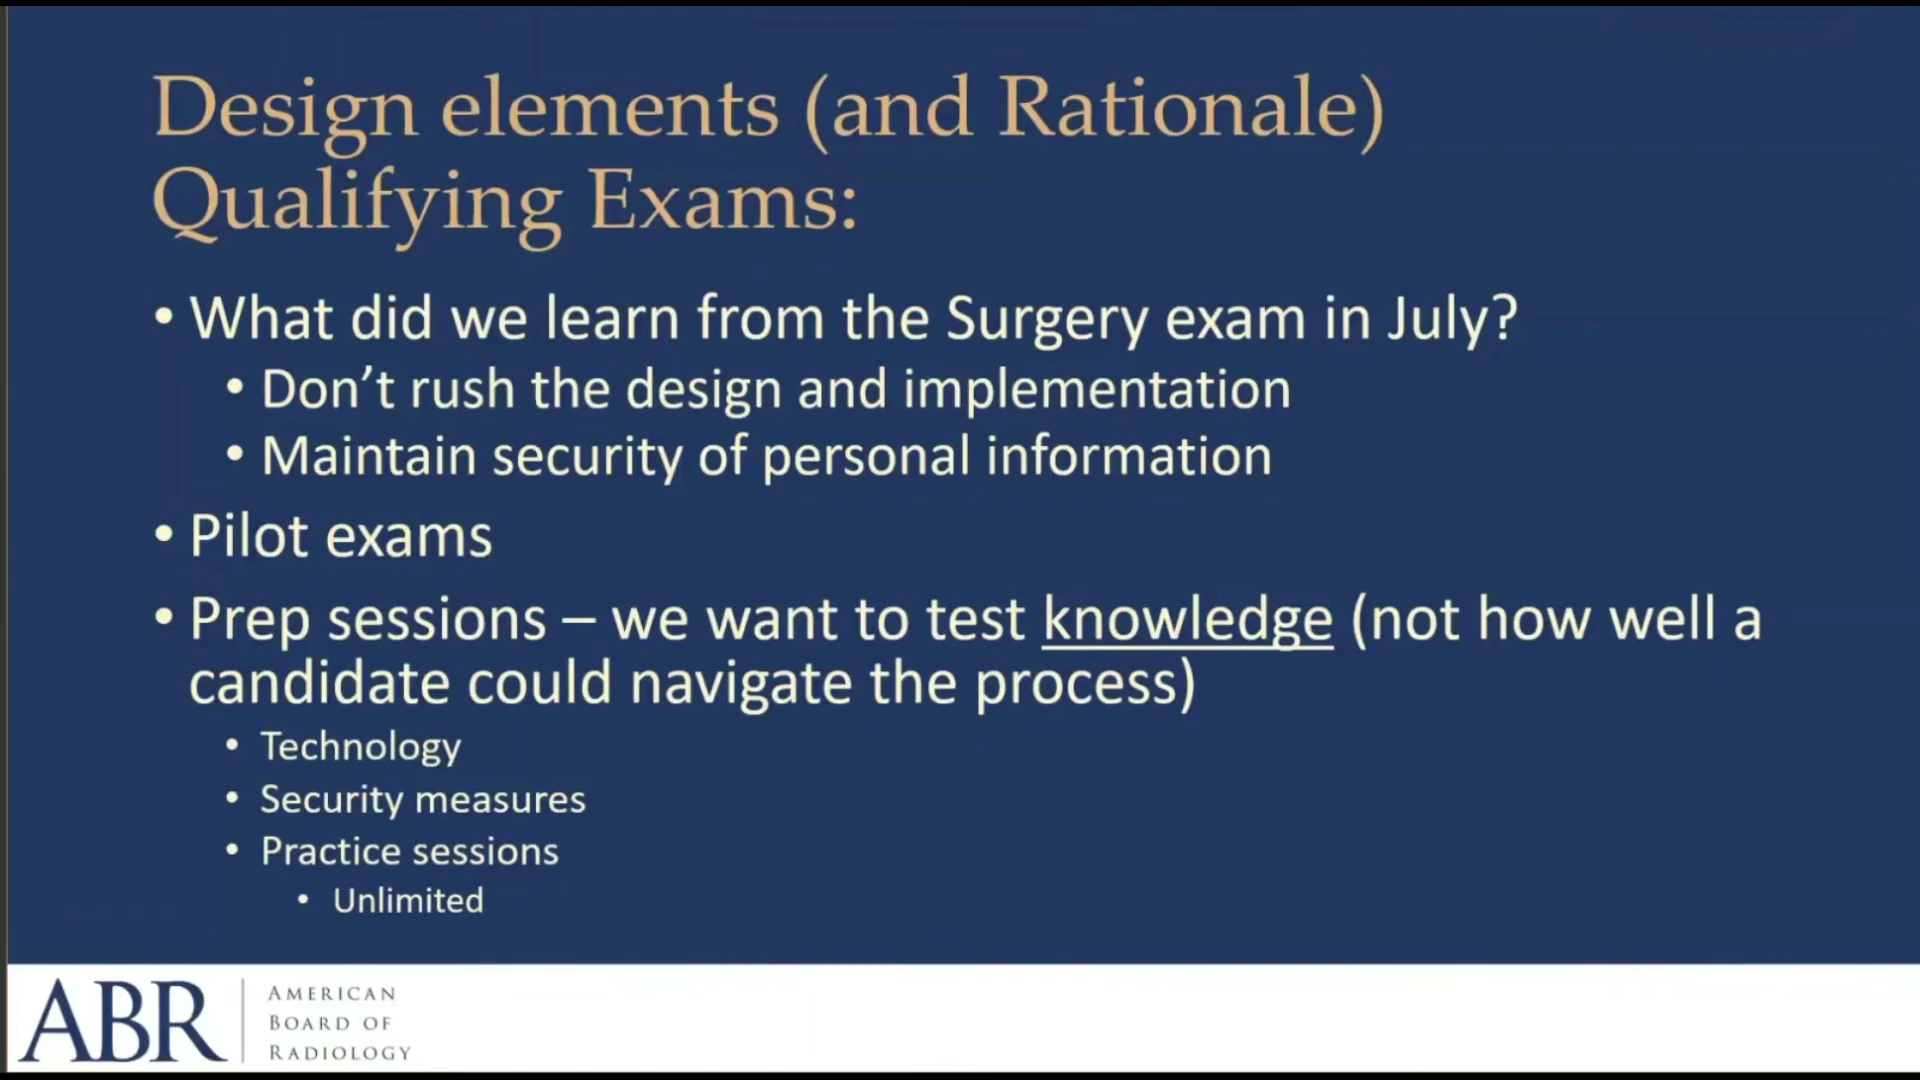 Design elements (and Rationale)
Qualifying Exams:
• What did we learn from the Surgery exam in July?
• Don’t rush the design and implementation
• Maintain security of personal information
• Pilot exams
• Prep sessions – we want to test knowledge (not how well a
candidate could navigate the process)
• Technology
• Security measures
• Practice sessions
• Unlimited
ABR
AMERICAN
BOARD OF
RADIOLOGY